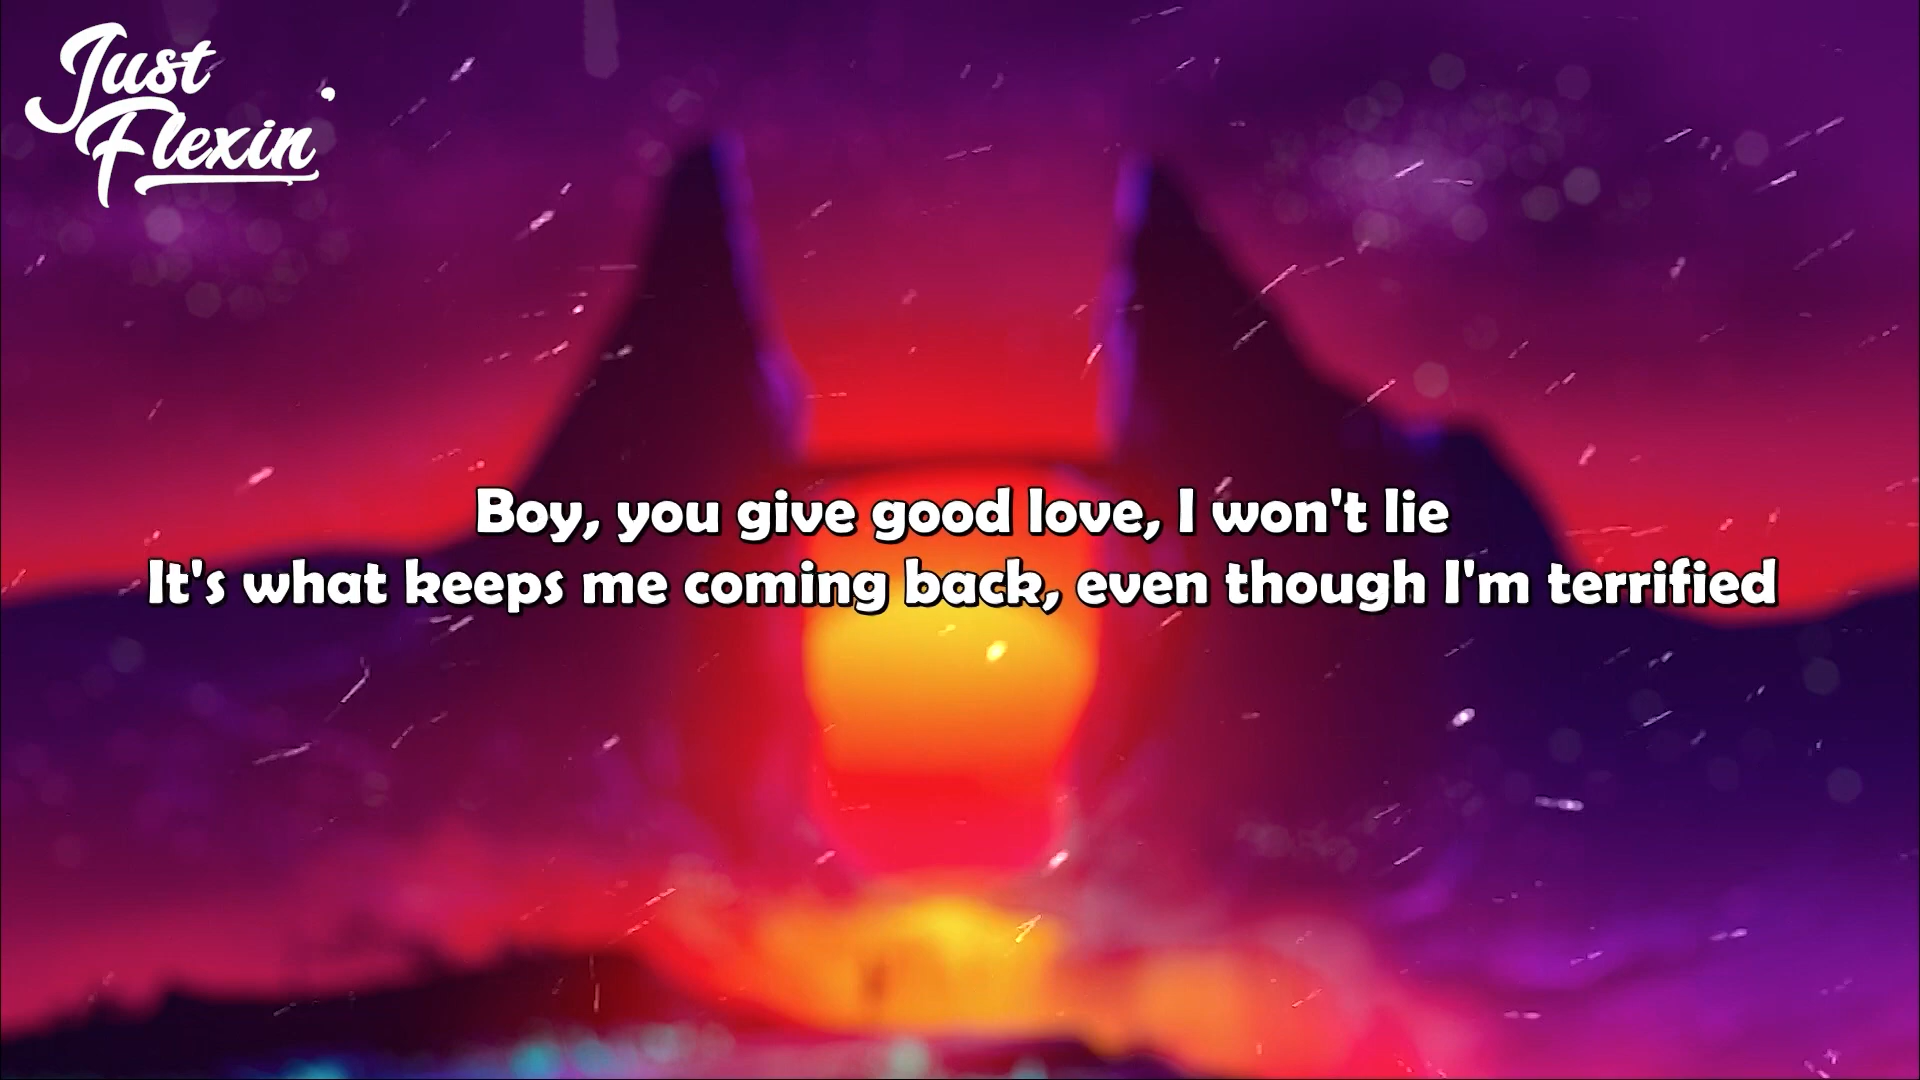 Just
Flexin'
Boy, you give good love, I won't lie
It's what keeps me coming back, even though I'm terrified